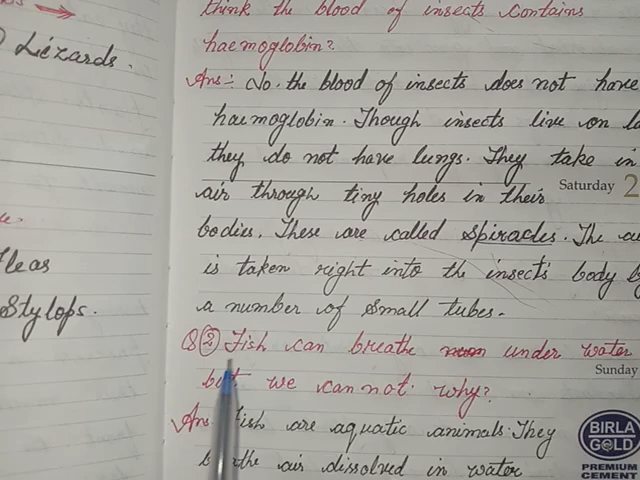 Lizards.
Fleas
Stylops.
think the blood of insects contains
haemoglobin?
Ans:- No. the blood of insects does not have
haemoglobin. Though insects live on
they do not have lungs. They take in
air through tiny holes in their
Saturday 2
bodies. These are called spiracles. The
is taken right into the insect's body
a number of small tubes.
Q(2) Fish can breathe under water
Sunday
but we can not. why?
Ans Fish are aquatic animals. They
breathe air dissolved in water
BIRLA
GOLD
PREMIUM
CEMENT